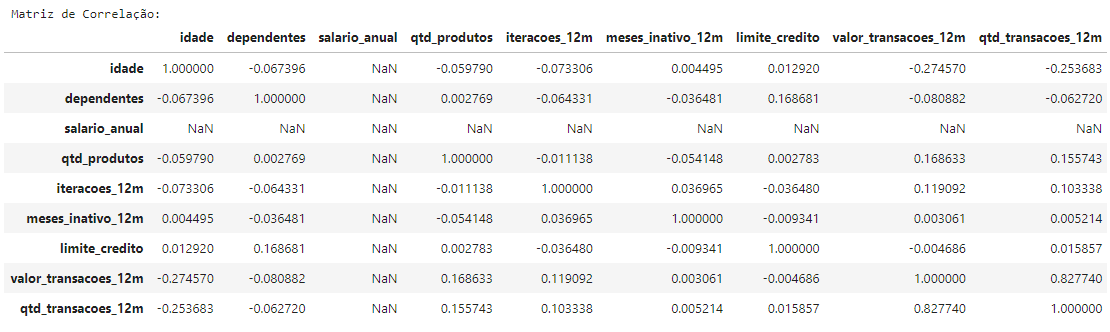 Matriz de Correlação:
idade dependentes salario_anual qtd_produtos iteracoes_12m meses_inativo_12m limite_credito valor_transacoes_12m qtd_transacoes_12m
idade 1.000000 -0.067396 NaN -0.059790 -0.073306 0.004495 0.012920 -0.274570 -0.253683
dependentes -0.067396 1.000000 NaN 0.002769 -0.064331 -0.036481 0.168681 -0.080882 -0.062720
salario_anual NaN NaN NaN NaN NaN NaN NaN NaN NaN
qtd_produtos -0.059790 0.002769 NaN 1.000000 -0.011138 -0.054148 0.002783 0.168633 0.155743
iteracoes_12m -0.073306 -0.064331 NaN -0.011138 1.000000 0.036965 -0.036480 0.119092 0.103338
meses_inativo_12m 0.004495 -0.036481 NaN -0.054148 0.036965 1.000000 -0.009341 0.003061 0.005214
limite_credito 0.012920 0.168681 NaN 0.002783 -0.036480 -0.009341 1.000000 -0.004686 0.015857
valor_transacoes_12m -0.274570 -0.080882 NaN 0.168633 0.119092 0.003061 -0.004686 1.000000 0.827740
qtd_transacoes_12m -0.253683 -0.062720 NaN 0.155743 0.103338 0.005214 0.015857 0.827740 1.000000